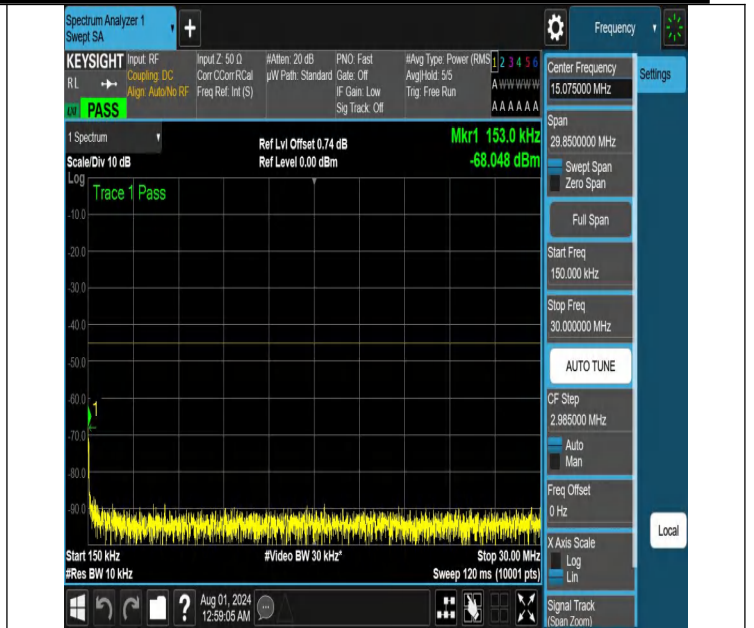 Spectrum Analyzer 1
Swept SA
+
Frequency
KEYSIGHT Input: RF Input Z: 50 Ω #Atten: 20 dB PNO: Fast #Avg Type: Power (RMS 1 2 3 4 5 6
RL Coupling: DC Corr CCorr RCal µW Path: Standard Gate: Off Avg|Hold: 5/5 A W W W W W
Align: Auto/No RF Freq Ref: Int (S) IF Gain: Low Trig: Free Run
PASS Sig Track: Off A A A A A A
1 Spectrum
Ref Lvl Offset 0.74 dB Mkr1 153.0 kHz
Scale/Div 10 dB Ref Level 0.00 dBm -68.048 dBm
Log
Trace 1 Pass
-10.0
-20.0
-30.0
-40.0
-50.0
-60.0
1
-70.0
-80.0
-90.0
Start 150 kHz #Video BW 30 kHz* Stop 30.00 MHz
#Res BW 10 kHz Sweep 120 ms (10001 pts)
Center Frequency
15.075000 MHz
Settings
Span
29.8500000 MHz
Swept Span
Zero Span
Full Span
Start Freq
150.000 kHz
Stop Freq
30.000000 MHz
AUTO TUNE
CF Step
2.985000 MHz
Auto
Man
Freq Offset
0 Hz
Local
X Axis Scale
Log
Lin
Signal Track
(Span Zoom)
?
Aug 01, 2024
12:59:05 AM